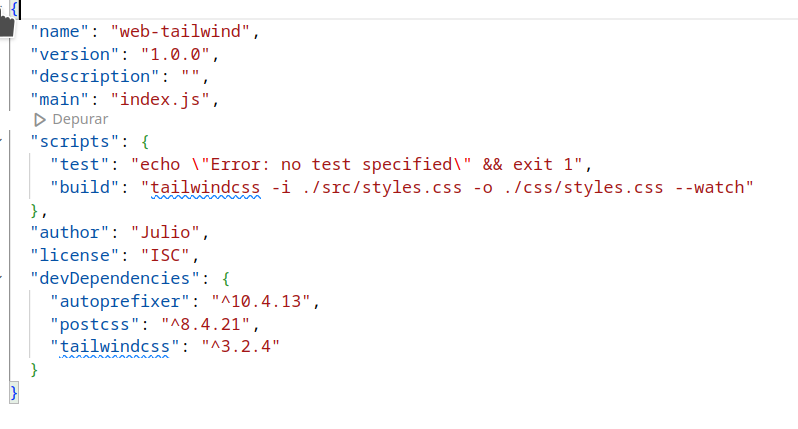 {
"name": "web-tailwind",
"version": "1.0.0",
"description": "",
"main": "index.js",
Depurar
"scripts": {
"test": "echo \"Error: no test specified\" && exit 1",
"build": "tailwindcss -i ./src/styles.css -o ./css/styles.css --watch"
},
"author": "Julio",
"license": "ISC",
"devDependencies": {
"autoprefixer": "^10.4.13",
"postcss": "^8.4.21",
"tailwindcss": "^3.2.4"
}
}